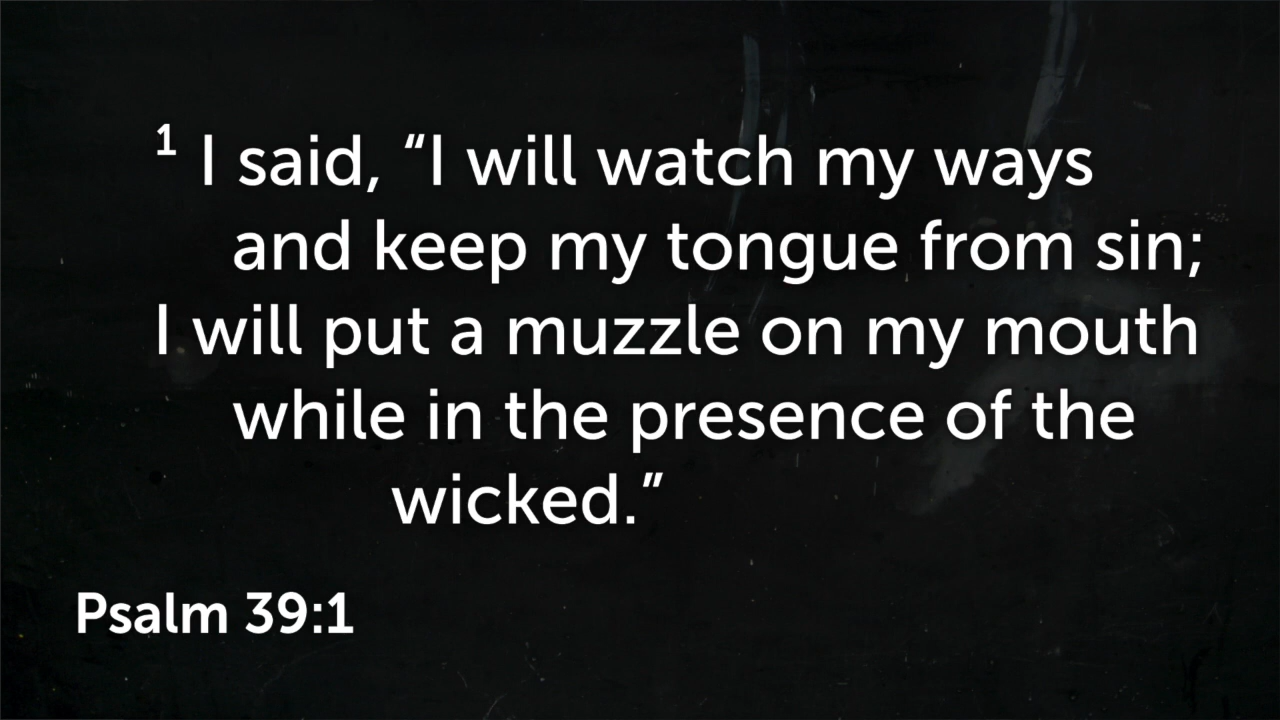 1 I said, “I will watch my ways
and keep my tongue from sin;
I will put a muzzle on my mouth
while in the presence of the
wicked.”
Psalm 39:1